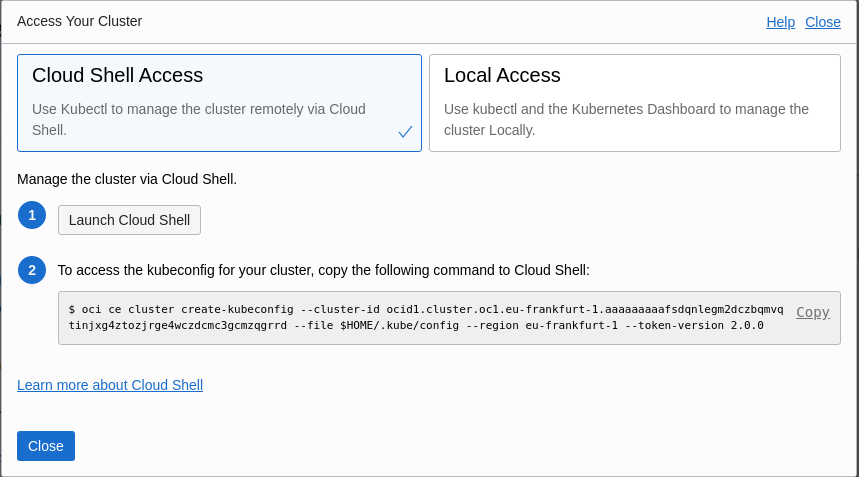 Access Your Cluster
Help Close
Cloud Shell Access
Use Kubectl to manage the cluster remotely via Cloud
Shell.
Local Access
Use kubectl and the Kubernetes Dashboard to manage the
cluster Locally.
Manage the cluster via Cloud Shell.
1 Launch Cloud Shell
2 To access the kubeconfig for your cluster, copy the following command to Cloud Shell:
$ oci ce cluster create-kubeconfig --cluster-id ocid1.cluster.oc1.eu-frankfurt-1.aaaaaaaaafsdqnlegm2dczbqmvq
tinjxg4ztozjrge4wczdcmc3gcmzqgrrd --file $HOME/.kube/config --region eu-frankfurt-1 --token-version 2.0.0
Copy
Learn more about Cloud Shell
Close